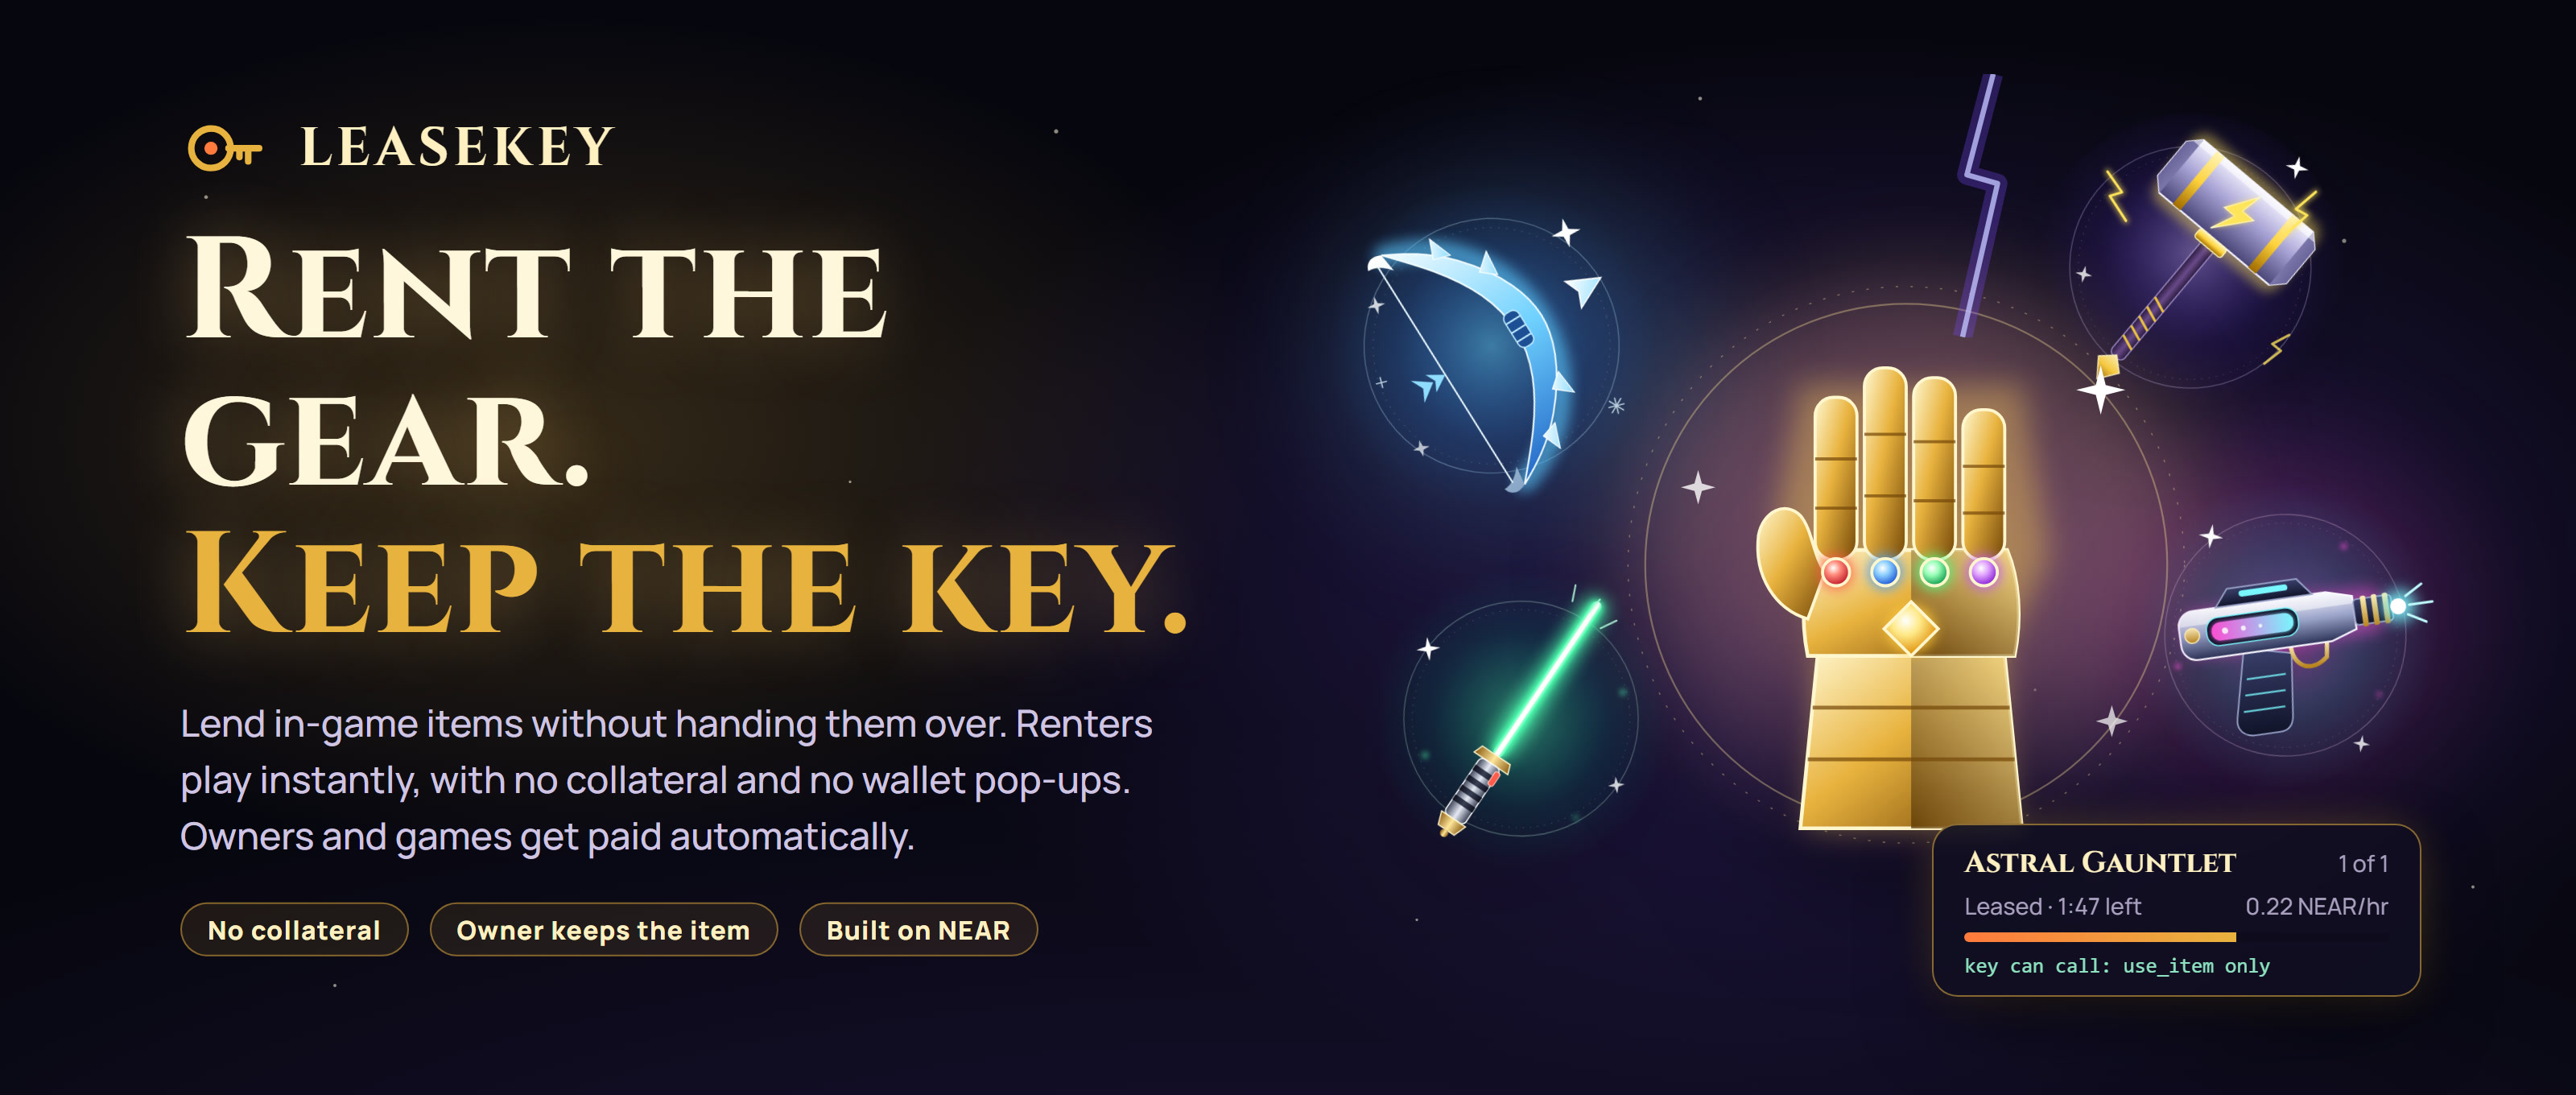 LEASEKEY
RENT THE
GEAR.
KEEP THE KEY.
Lend in-game items without handing them over. Renters
play instantly, with no collateral and no wallet pop-ups.
Owners and games get paid automatically.
No collateral
Owner keeps the item
Built on NEAR
ASTRAL GAUNTLET
1 of 1
Leased · 1:47 left
0.22 NEAR/hr
key can call: use_item only